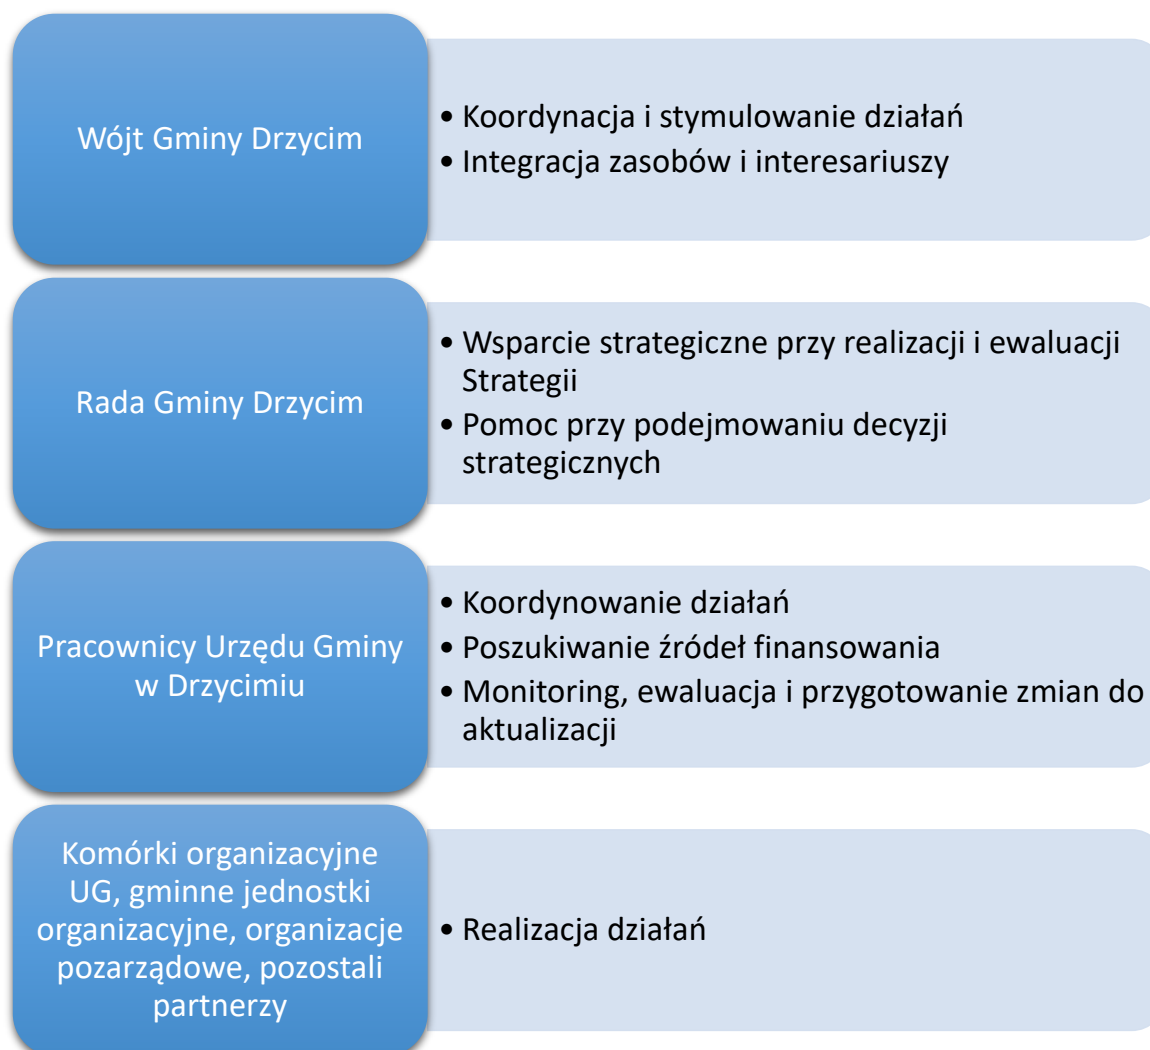 Wójt Gminy Drzycim
• Koordynacja i stymulowanie działań
• Integracja zasobów i interesariuszy
Rada Gminy Drzycim
• Wsparcie strategiczne przy realizacji i ewaluacji
Strategii
• Pomoc przy podejmowaniu decyzji
strategicznych
Pracownicy Urzędu Gminy
w Drzycimiu
• Koordynowanie działań
• Poszukiwanie źródeł finansowania
• Monitoring, ewaluacja i przygotowanie zmian do
aktualizacji
Komórki organizacyjne
UG, gminne jednostki
organizacyjne, organizacje
pozarządowe, pozostali
partnerzy
• Realizacja działań